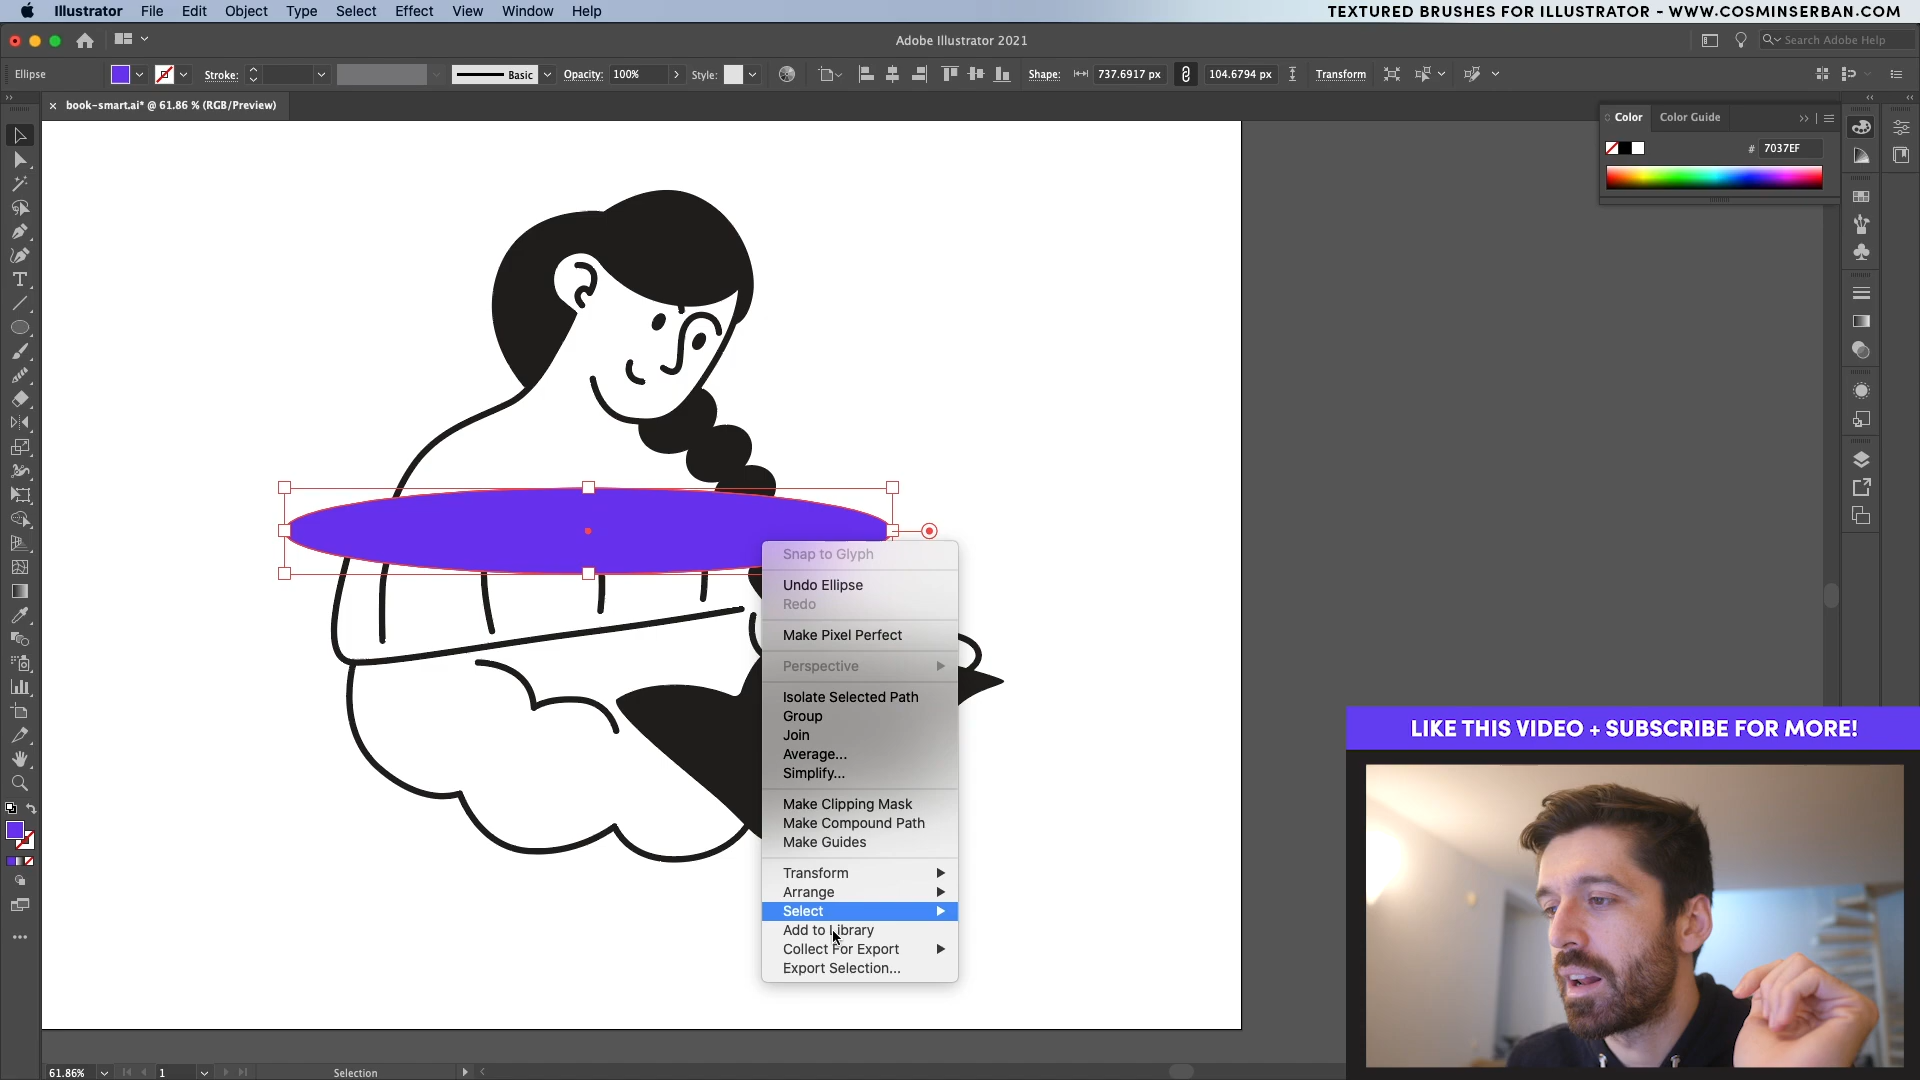 Illustrator File Edit Object Type Select Effect View Window Help
TEXTURED BRUSHES FOR ILLUSTRATOR - WWW.COSMINSERBAN.COM
Adobe Illustrator 2021
Search Adobe Help
Ellipse
Stroke:
Basic
Opacity: 100%
Style:
Shape: 737.6917 px 104.6794 px
Transform
× book-smart.ai* @ 61.86 % (RGB/Preview)
Color
Color Guide
# 7037EF
Snap to Glyph
Undo Ellipse
Redo
Make Pixel Perfect
Perspective
Isolate Selected Path
Group
Join
Average...
Simplify...
Make Clipping Mask
Make Compound Path
Make Guides
Transform
Arrange
Select
Add to Library
Collect For Export
Export Selection...
LIKE THIS VIDEO + SUBSCRIBE FOR MORE!
61.86%
1
Selection